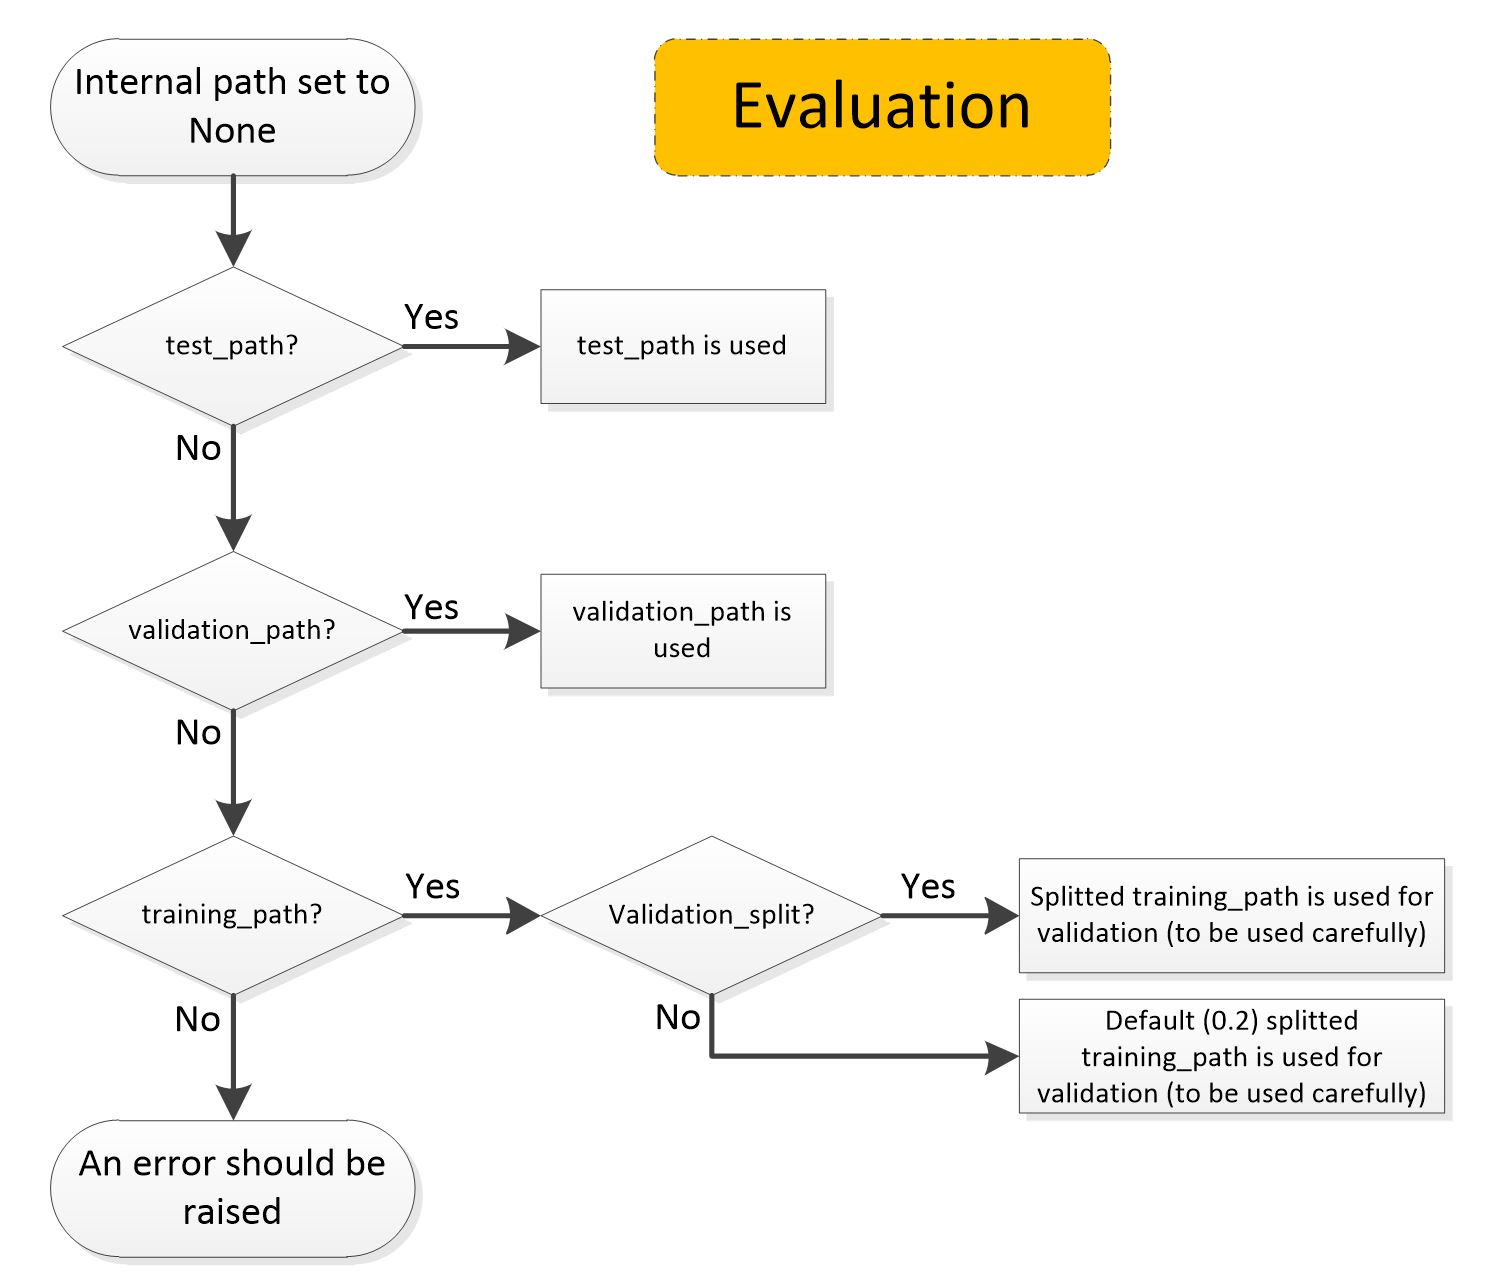 Internal path set to
None
Evaluation
test_path?
Yes
test_path is used
No
validation_path?
Yes
validation_path is
used
No
training_path?
Yes
Validation_split?
Yes
Splitted training_path is used for
validation (to be used carefully)
No
No
Default (0.2) splitted
training_path is used for
validation (to be used carefully)
An error should be
raised